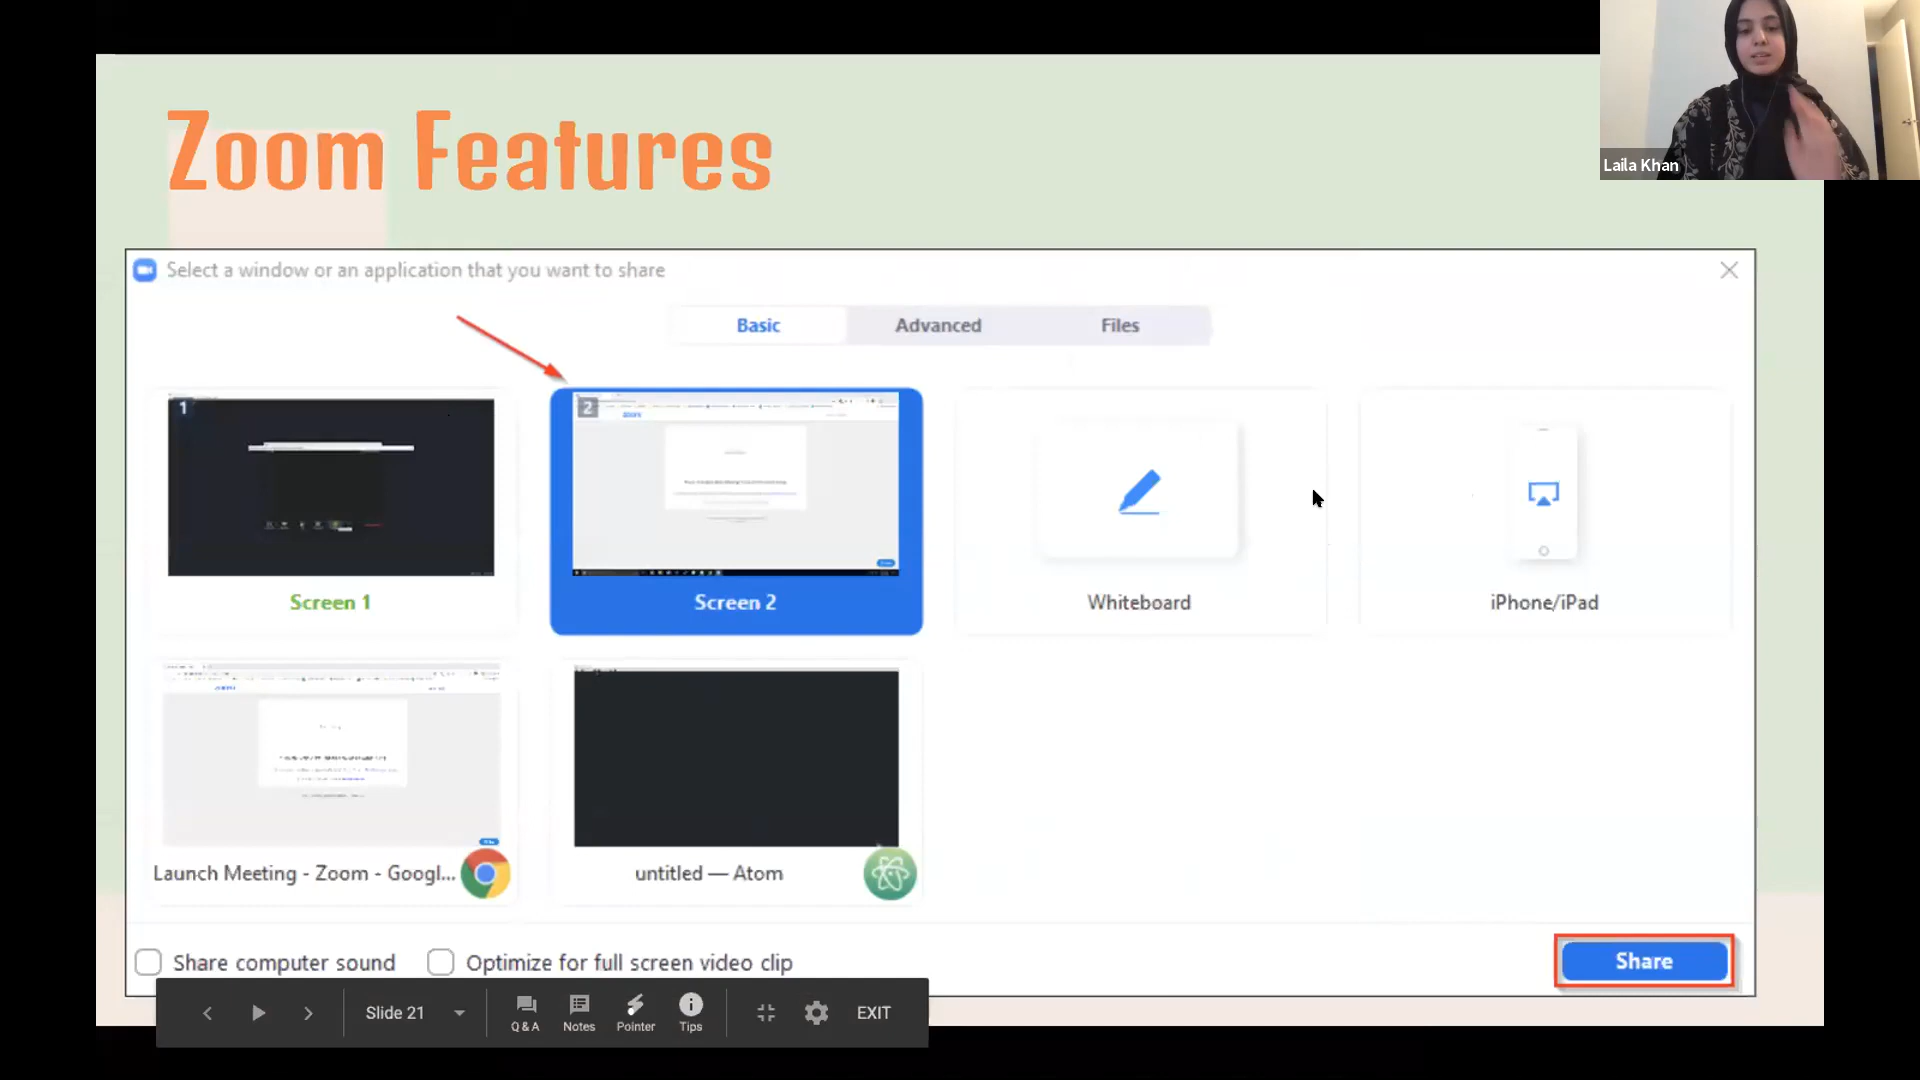 Zoom Features
Laila Khan
Select a window or an application that you want to share
Basic Advanced Files
1
2
Screen 1
Screen 2
Whiteboard
iPhone/iPad
Launch Meeting - Zoom - Googl...
untitled — Atom
Share computer sound
Optimize for full screen video clip
Share
Slide 21
Q & A
Notes
Pointer
Tips
EXIT